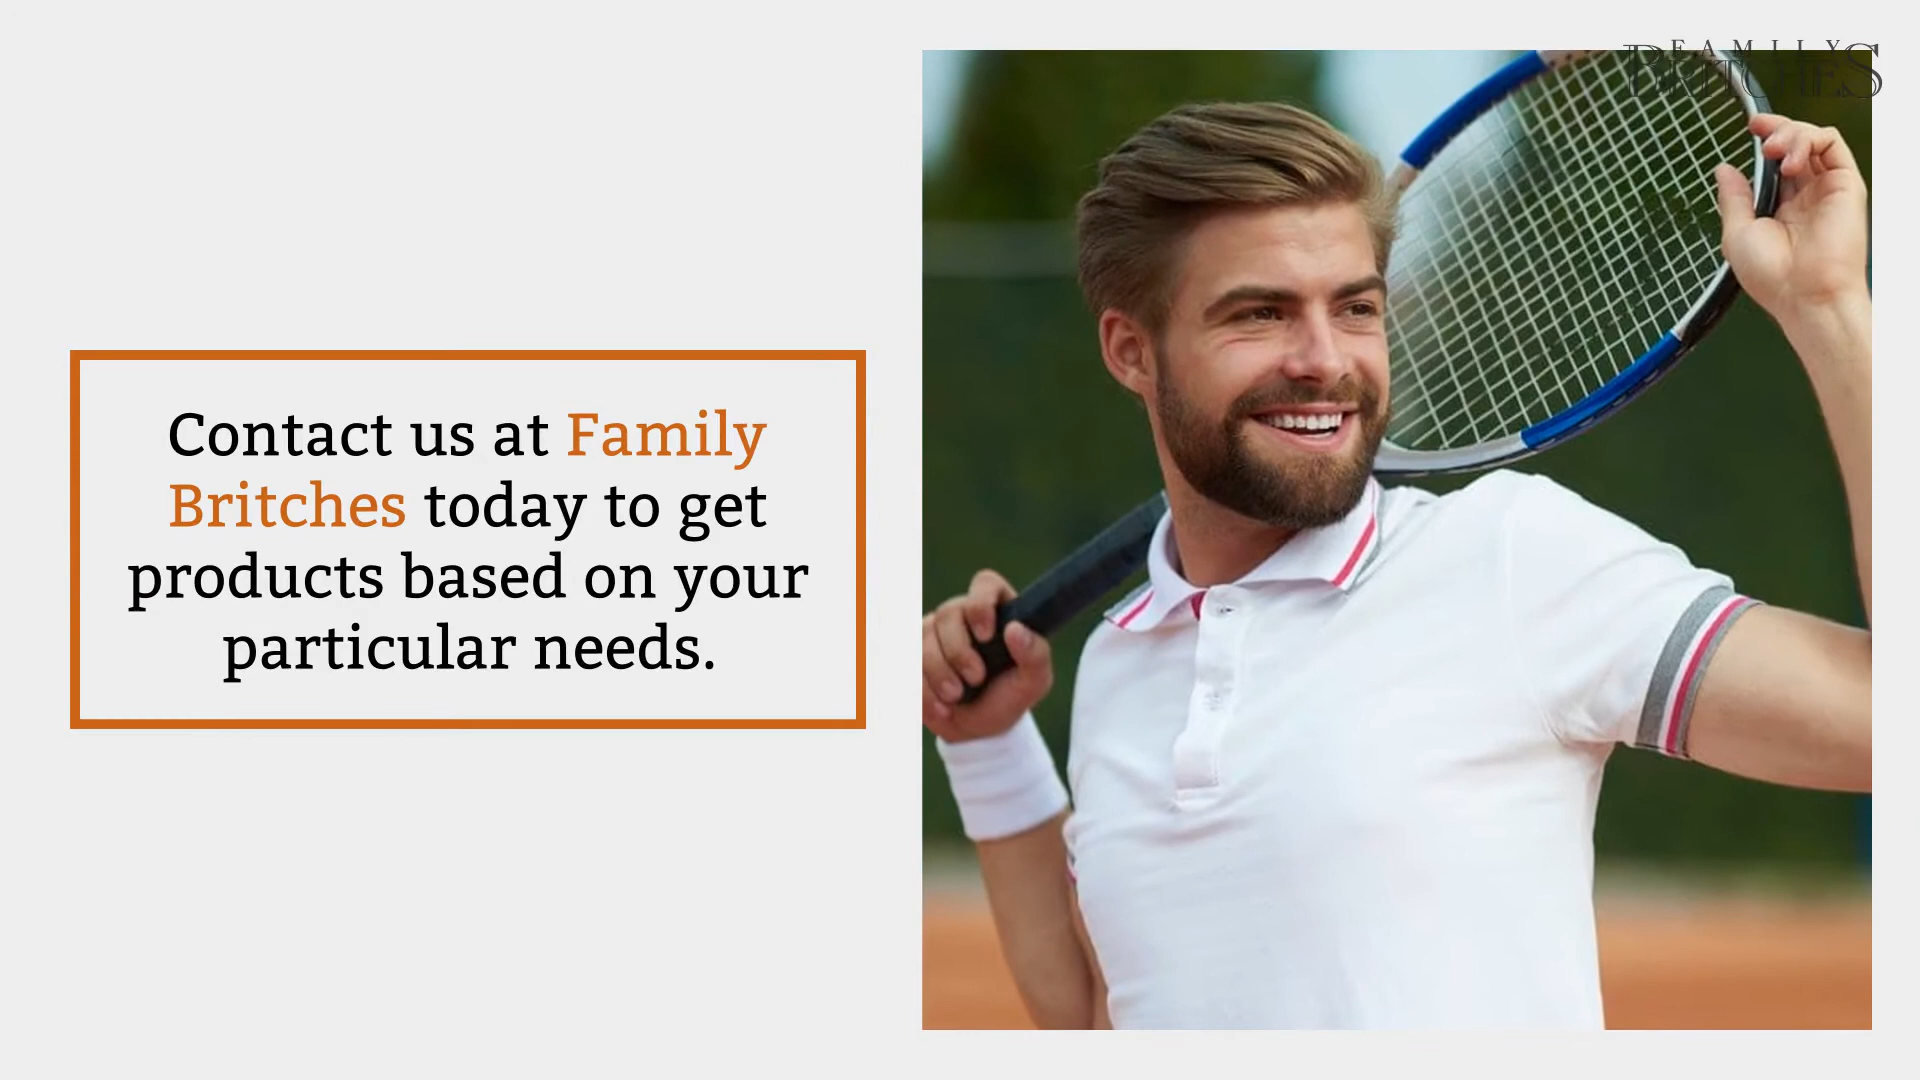 FAMILY
BRITCHES
Contact us at Family
Britches today to get
products based on your
particular needs.